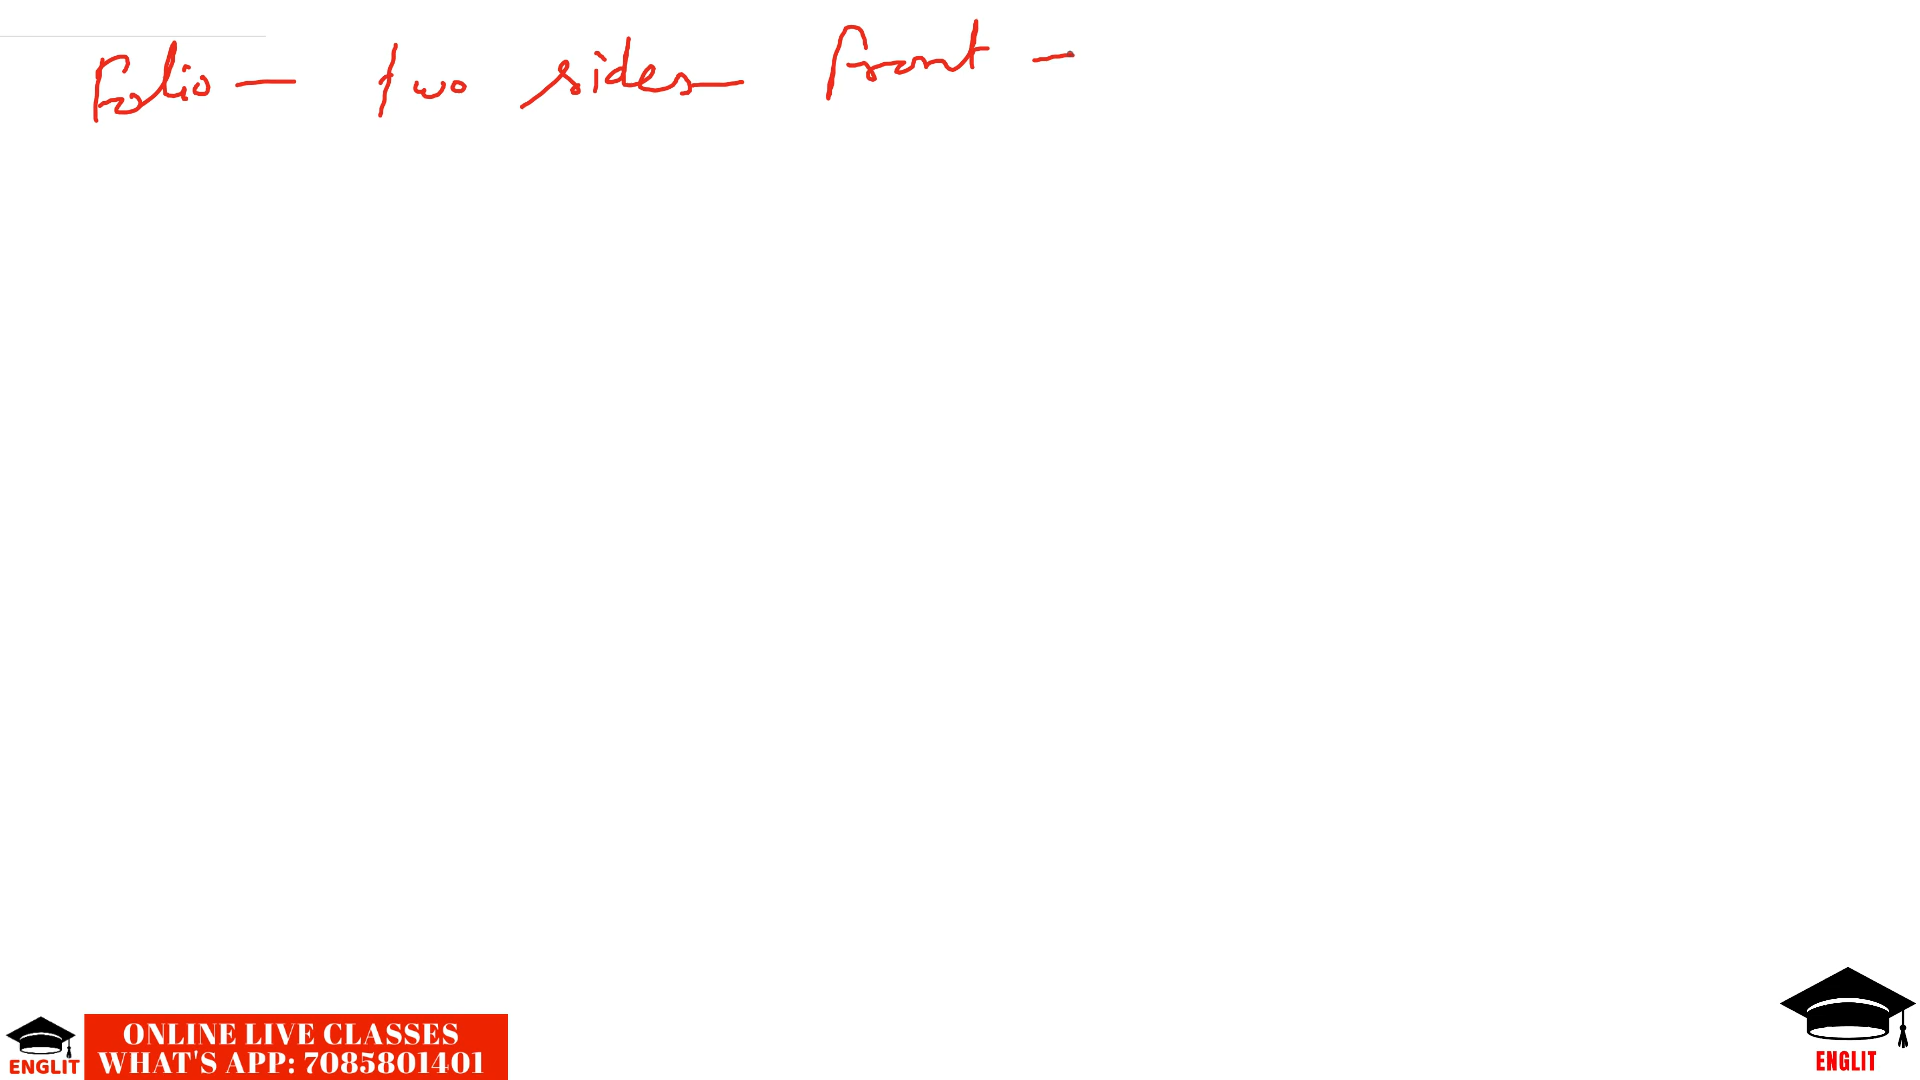 Folio — two sides — front —
ONLINE LIVE CLASSES
WHAT'S APP: 7085801401
ENGLIT
ENGLIT